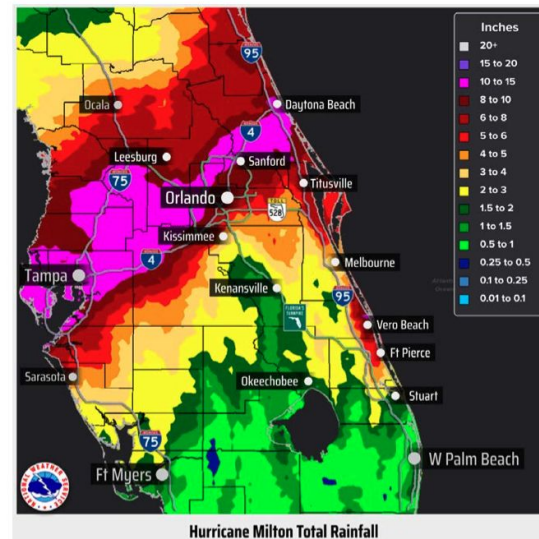 Inches
20+
15 to 20
10 to 15
8 to 10
6 to 8
5 to 6
4 to 5
3 to 4
2 to 3
1.5 to 2
1 to 1.5
0.5 to 1
0.25 to 0.5
0.1 to 0.25
0.01 to 0.1
95
Ocala
Daytona Beach
4
Leesburg
Sanford
75
Orlando
Titusville
528
Kissimmee
4
Melbourne
Tampa
Kenansville
95
Vero Beach
Ft Pierce
Sarasota
Okeechobee
Stuart
75
W Palm Beach
Ft Myers
NATIONAL WEATHER SERVICE
Hurricane Milton Total Rainfall